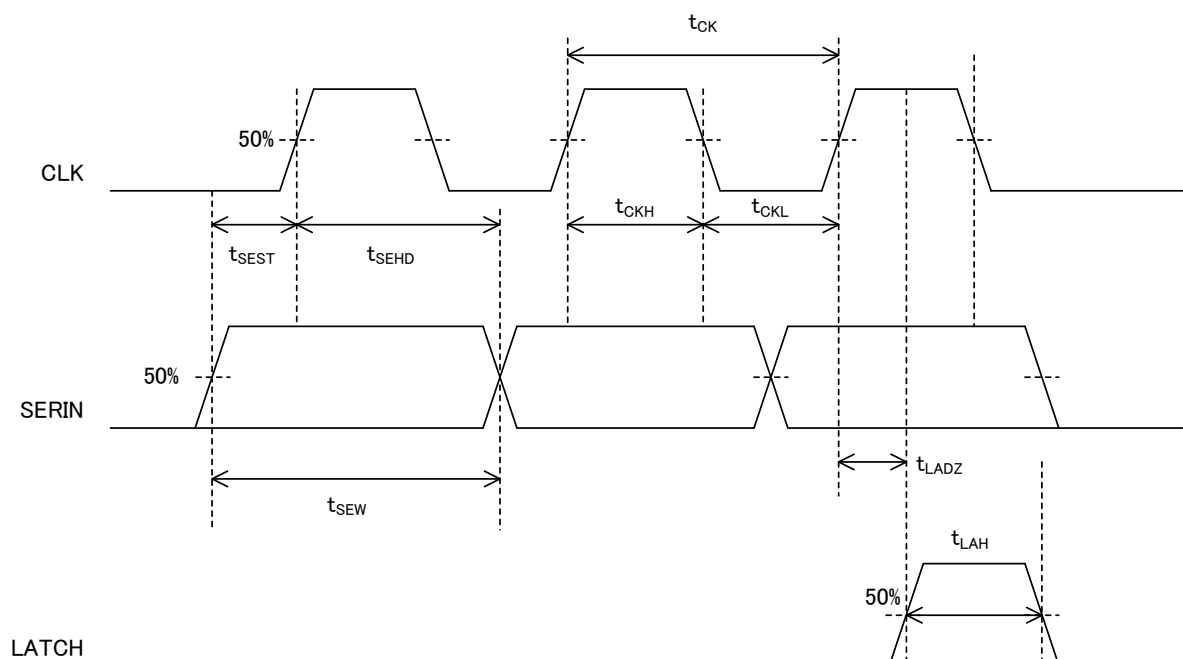 tCK
50%
CLK
tCKH
tCKL
tSEST
tSEHD
50%
SERIN
tLADZ
tSEW
tLAH
50%
LATCH